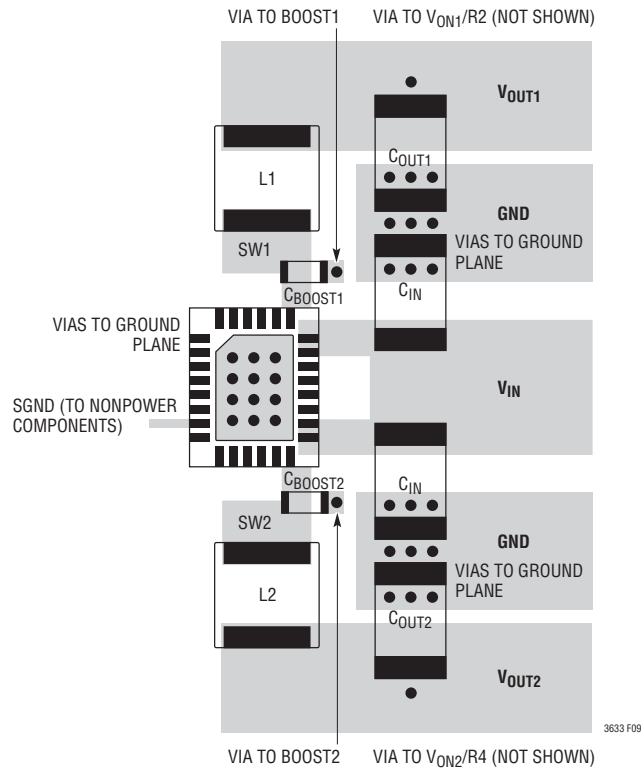 VIA TO BOOST1
VIA TO VON1/R2 (NOT SHOWN)
VOUT1
COUT1
L1
GND
VIAS TO GROUND
PLANE
SW1
CBOOST1
CIN
VIAS TO GROUND
PLANE
VIN
SGND (TO NONPOWER
COMPONENTS)
CBOOST2
CIN
SW2
GND
VIAS TO GROUND
PLANE
L2
COUT2
VOUT2
3633 F09
VIA TO BOOST2
VIA TO VON2/R4 (NOT SHOWN)